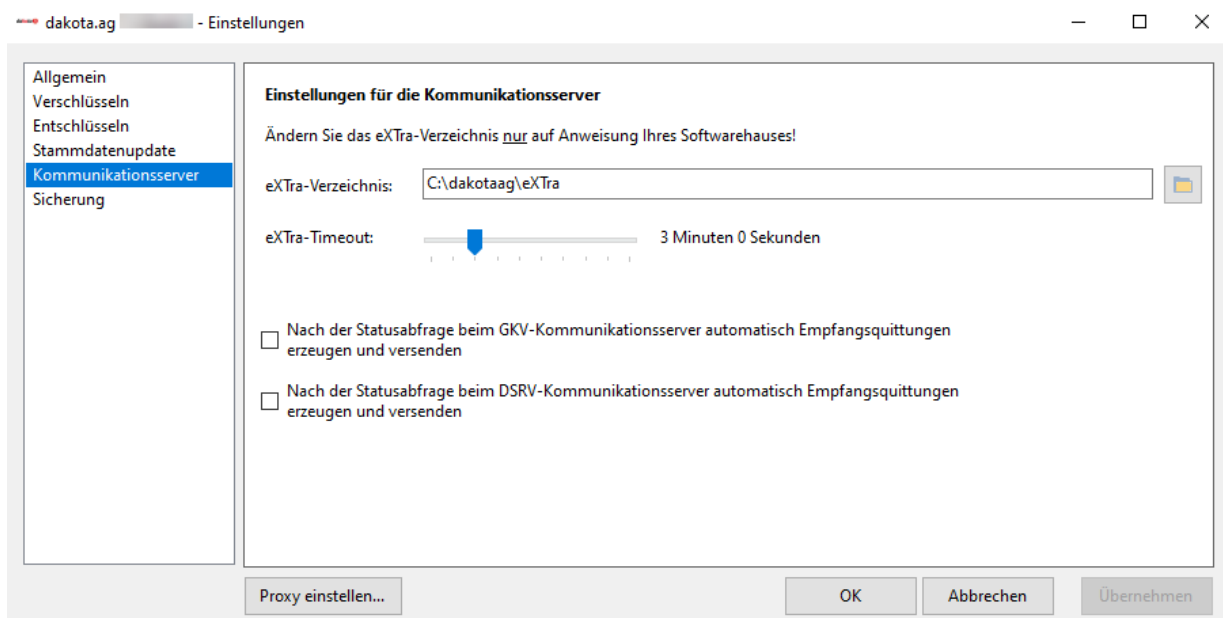 dakota.ag - Einstellungen
Allgemein
Verschlüsseln
Entschlüsseln
Stammdatenupdate
Kommunikationsserver
Sicherung
Einstellungen für die Kommunikationsserver
Ändern Sie das eXTra-Verzeichnis nur auf Anweisung Ihres Softwarehauses!
eXTra-Verzeichnis: C:\dakotaag\eXTra
eXTra-Timeout: 3 Minuten 0 Sekunden
Nach der Statusabfrage beim GKV-Kommunikationsserver automatisch Empfangsquittungen
erzeugen und versenden
Nach der Statusabfrage beim DSRV-Kommunikationsserver automatisch Empfangsquittungen
erzeugen und versenden
Proxy einstellen... OK Abbrechen Übernehmen